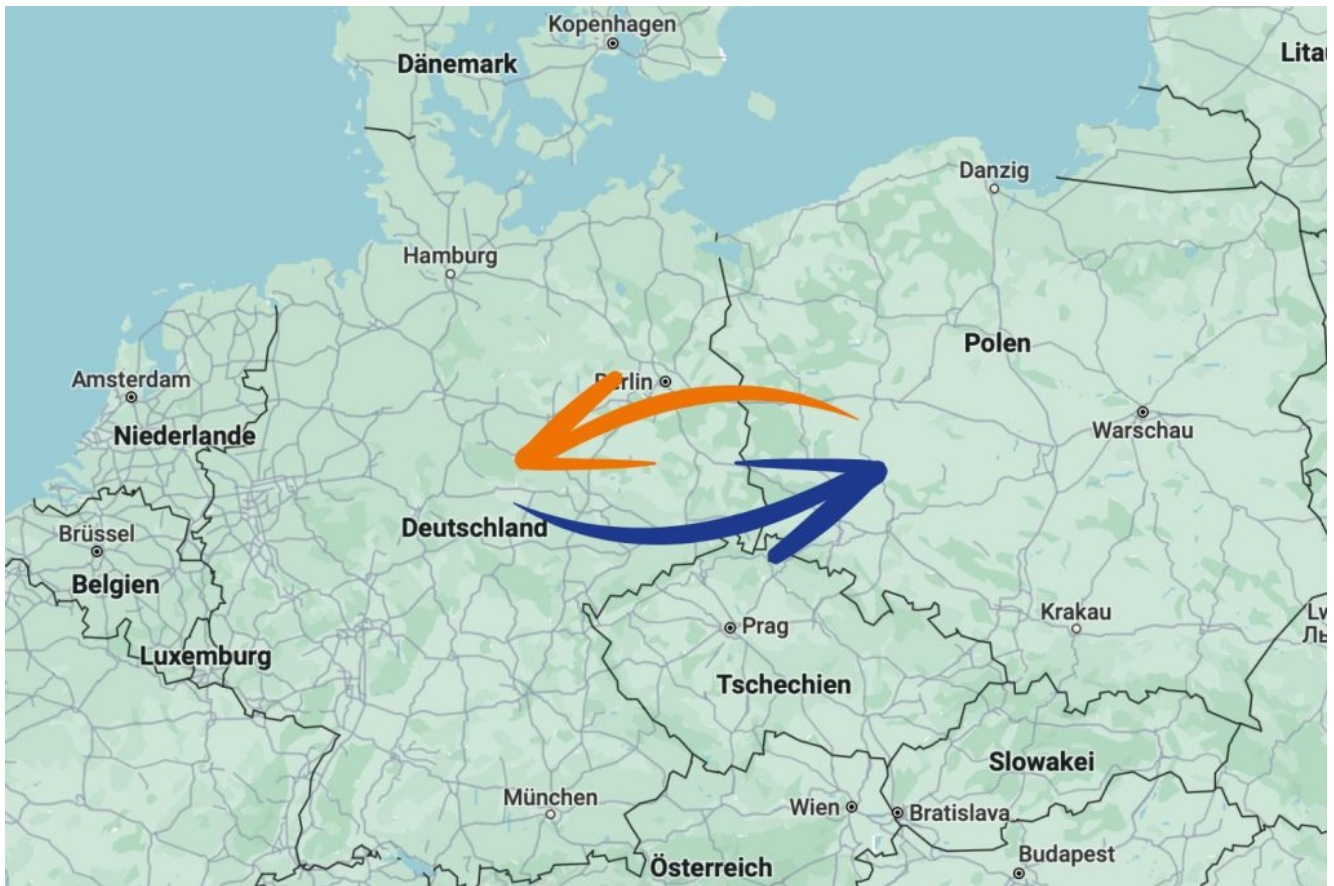 Kopenhagen
Dänemark
Litau
Danzig
Hamburg
Polen
Amsterdam
Berlin
Niederlande
Warschau
Deutschland
Brüssel
Belgien
Krakau
Prag
Luxemburg
Tschechien
Slowakei
München
Wien
Bratislava
Budapest
Österreich